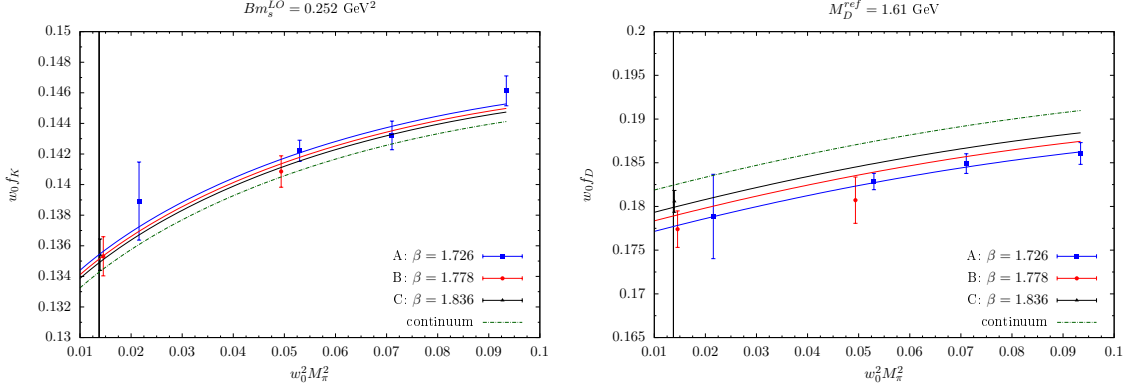 Bm_s^{LO} = 0.252 GeV^2
w_0 f_K
0.15
0.148
0.146
0.144
0.142
0.14
0.138
0.136
0.134
0.132
0.13
A: β = 1.726
B: β = 1.778
C: β = 1.836
continuum
0.01 0.02 0.03 0.04 0.05 0.06 0.07 0.08 0.09 0.1
w_0^2 M_π^2
M_D^{ref} = 1.61 GeV
w_0 f_D
0.2
0.195
0.19
0.185
0.18
0.175
0.17
0.165
A: β = 1.726
B: β = 1.778
C: β = 1.836
continuum
0.01 0.02 0.03 0.04 0.05 0.06 0.07 0.08 0.09 0.1
w_0^2 M_π^2